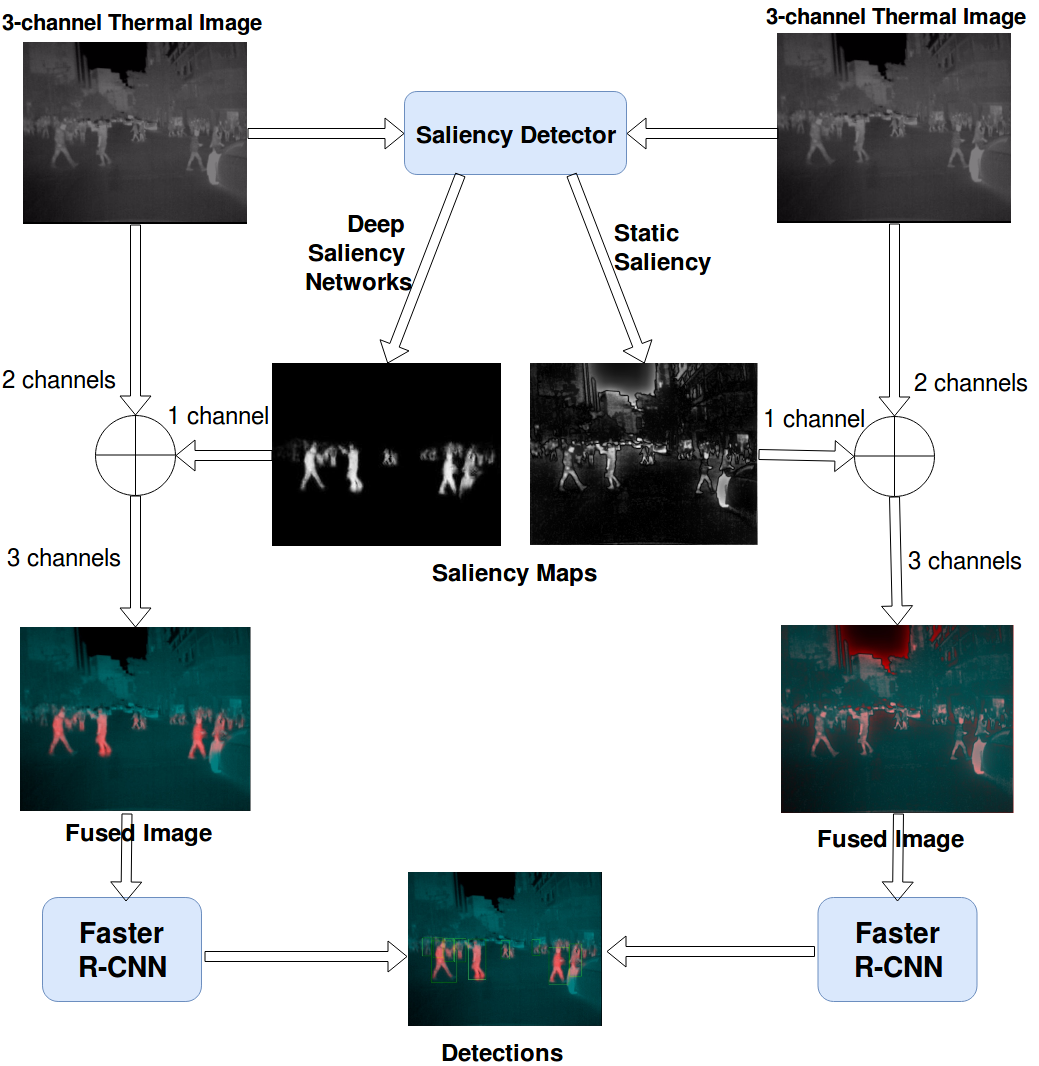 3-channel Thermal Image
3-channel Thermal Image
Saliency Detector
Deep
Saliency
Networks
Static
Saliency
2 channels
1 channel
1 channel
2 channels
Saliency Maps
3 channels
3 channels
Fused Image
Fused Image
Faster
R-CNN
Faster
R-CNN
Detections